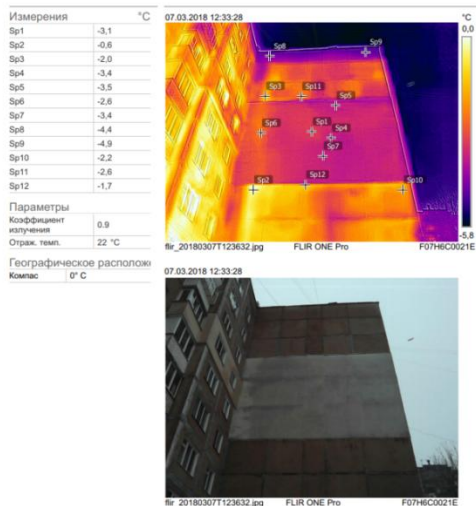 Измерения °C
Sp1 -3,1
Sp2 -0,6
Sp3 -2,0
Sp4 -3,4
Sp5 -3,5
Sp6 -2,6
Sp7 -3,4
Sp8 -4,4
Sp9 -4,9
Sp10 -2,2
Sp11 -2,6
Sp12 -1,7
Параметры
Коэффициент
излучения 0.9
Отраж. темп. 22 °C
Географическое располож
Компас 0° C
07.03.2018 12:33:28
°C
0,0
Sp8
Sp9
Sp3 Sp11
Sp5
Sp6 Sp1
Sp4
Sp7
Sp2 Sp12 Sp10
-5,8
flir_20180307T123632.jpg FLIR ONE Pro F07H6C0021E
07.03.2018 12:33:28
flir_20180307T123632.jpg FLIR ONE Pro F07H6C0021E